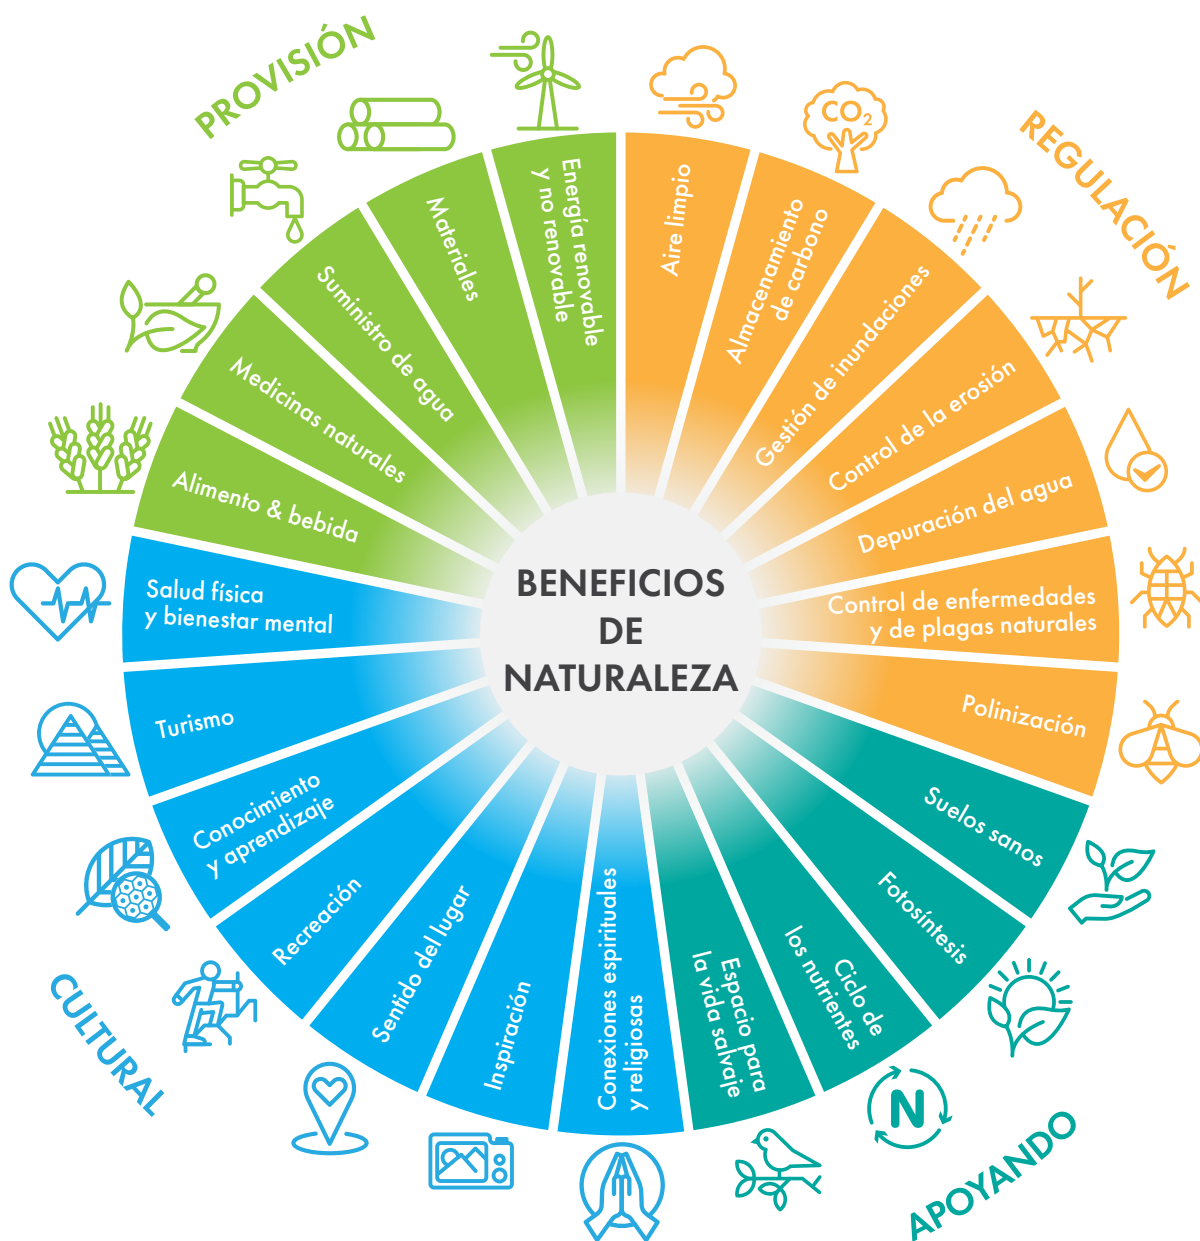 BENEFICIOS
DE
NATURALEZA
PROVISIÓN
Energía renovable
y no renovable
Materiales
Suministro de agua
Medicinas naturales
Alimento & bebida
REGULACIÓN
Aire limpio
CO2
Almacenamiento
de carbono
Gestión de inundaciones
Control de la erosión
Depuración del agua
Control de enfermedades
y de plagas naturales
Polinización
APOYANDO
Suelos sanos
Fotosíntesis
Ciclo de
los nutrientes
N
Espacio para
la vida salvaje
CULTURAL
Conexiones espirituales
y religiosas
Inspiración
Sentido del lugar
Recreación
Conocimiento
y aprendizaje
Turismo
Salud física
y bienestar mental